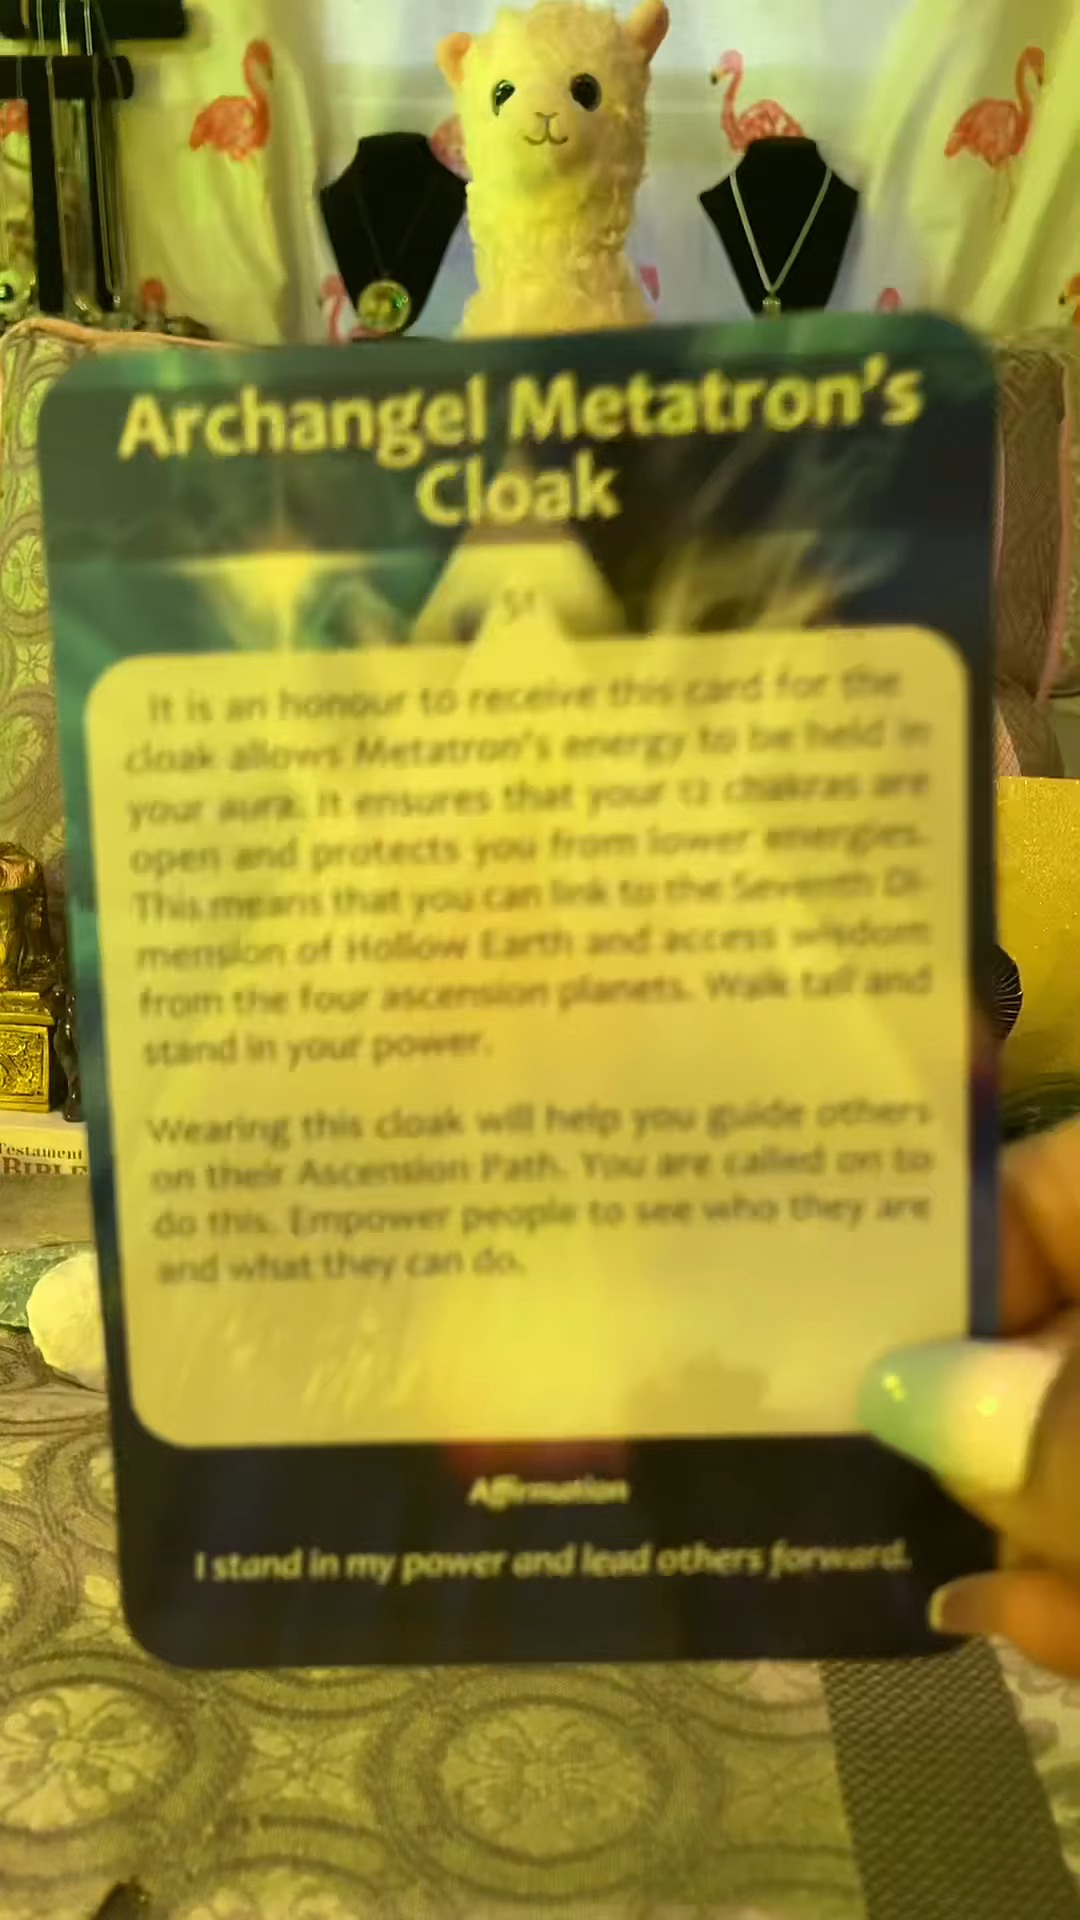 Archangel Metatron's
Cloak
51
It is an honour to receive this card for the
cloak allows Metatron's energy to be held in
your aura. It ensures that your 12 chakras are
open and protects you from lower energies.
This means that you can link to the Seventh Di-
mension of Hollow Earth and access wisdom
from the four ascension planets. Walk tall and
stand in your power.
Wearing this cloak will help you guide others
on their Ascension Path. You are called on to
do this. Empower people to see who they are
and what they can do.
Affirmation
I stand in my power and lead others forward.
Testament
BIBLE